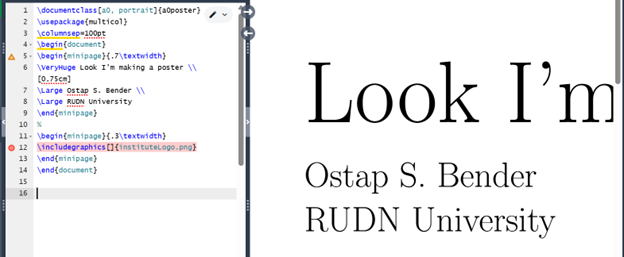 1 \documentclass[a0, portrait]{a0poster}
2 \usepackage{multicol}
3 \columnsep=100pt
4 \begin{document}
5 \begin{minipage}{.7\textwidth}
6 \VeryHuge Look I'm making a poster \\
[0.75cm]
7 \Large Ostap S. Bender \\
8 \Large RUDN University
9 \end{minipage}
10 %
11 \begin{minipage}{.3\textwidth}
12 \includegraphics[]{instituteLogo.png}
13 \end{minipage}
14 \end{document}
15
16
Look I'm
Ostap S. Bender
RUDN University